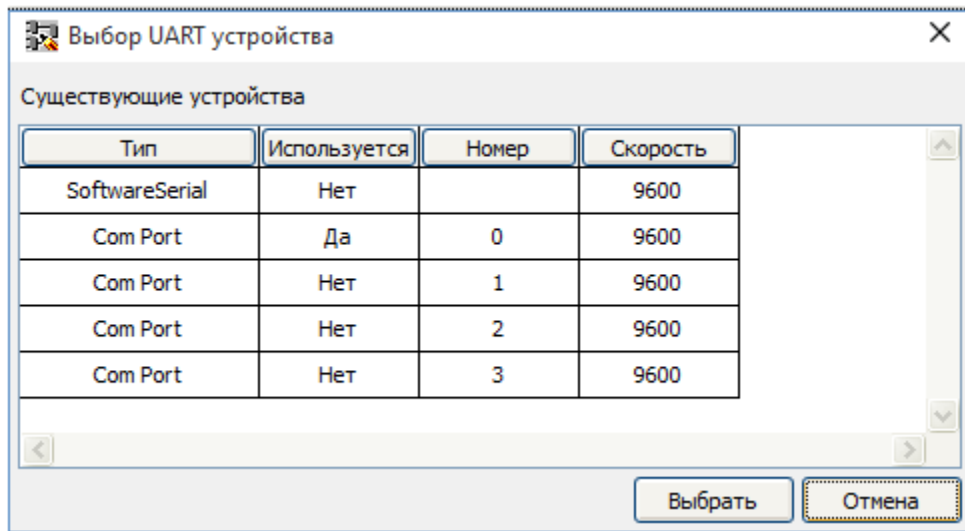 Выбор UART устройства
Существующие устройства
Тип Используется Номер Скорость
SoftwareSerial Нет 9600
Com Port Да 0 9600
Com Port Нет 1 9600
Com Port Нет 2 9600
Com Port Нет 3 9600
Выбрать Отмена